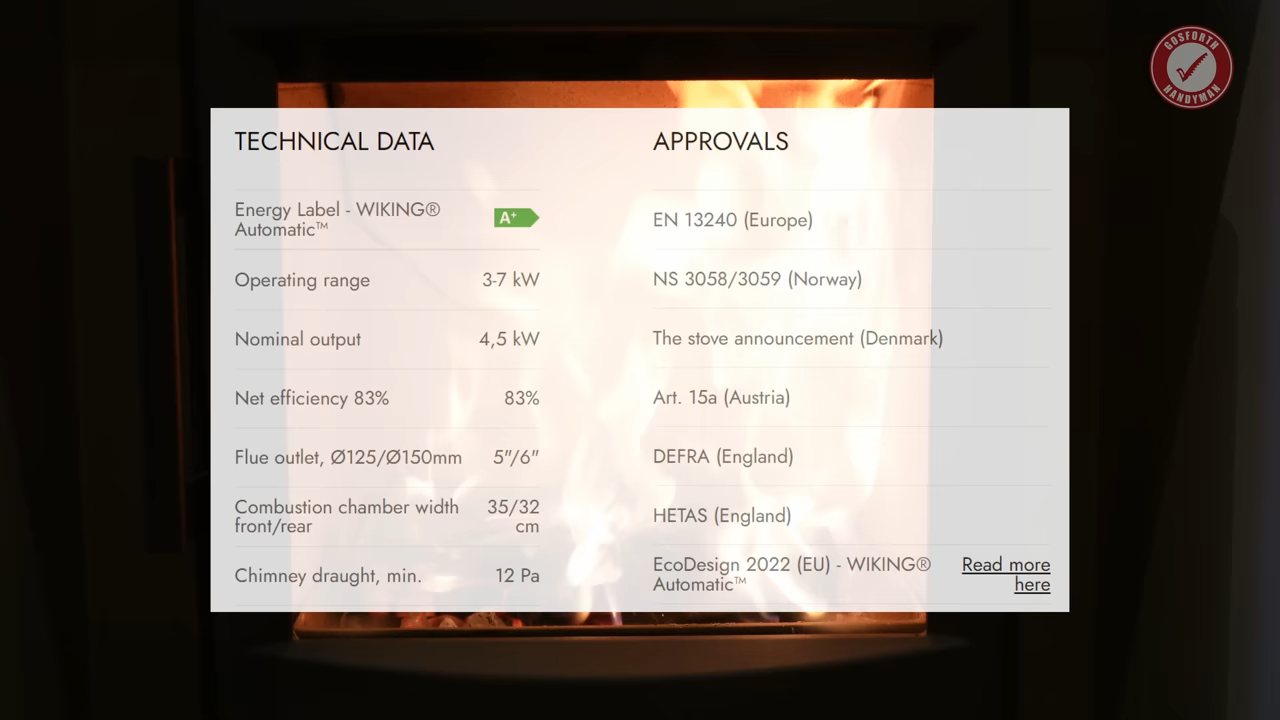 GOSFORTH
HANDYMAN
TECHNICAL DATA
Energy Label - WIKING®
Automatic™
A+
Operating range 3-7 kW
Nominal output 4,5 kW
Net efficiency 83% 83%
Flue outlet, Ø125/Ø150mm 5"/6"
Combustion chamber width 35/32
front/rear cm
Chimney draught, min. 12 Pa
APPROVALS
EN 13240 (Europe)
NS 3058/3059 (Norway)
The stove announcement (Denmark)
Art. 15a (Austria)
DEFRA (England)
HETAS (England)
EcoDesign 2022 (EU) - WIKING® Read more
Automatic™ here